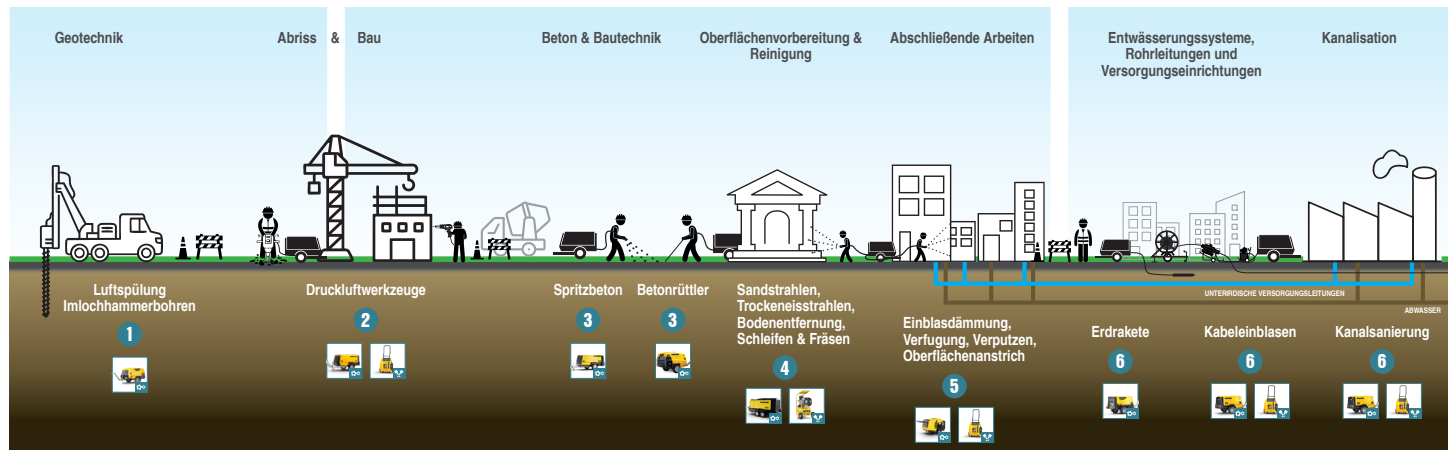 Geotechnik
Abriss & Bau
Beton & Bautechnik
Oberflächenvorbereitung &
Reinigung
Abschließende Arbeiten
Entwässerungssysteme,
Rohrleitungen und
Versorgungseinrichtungen
Kanalisation
UNTERIRDISCHE VERSORGUNGSLEITUNGEN
ABWASSER
Luftspülung
Imlochhammerbohren
1
Druckluftwerkzeuge
2
Spritzbeton
3
Betonrüttler
3
Sandstrahlen,
Trockeneisstrahlen,
Bodenentfernung,
Schleifen & Fräsen
4
Einblasdämmung,
Verfugung, Verputzen,
Oberflächenanstrich
5
Erdrakete
6
Kabeleinblasen
6
Kanalsanierung
6